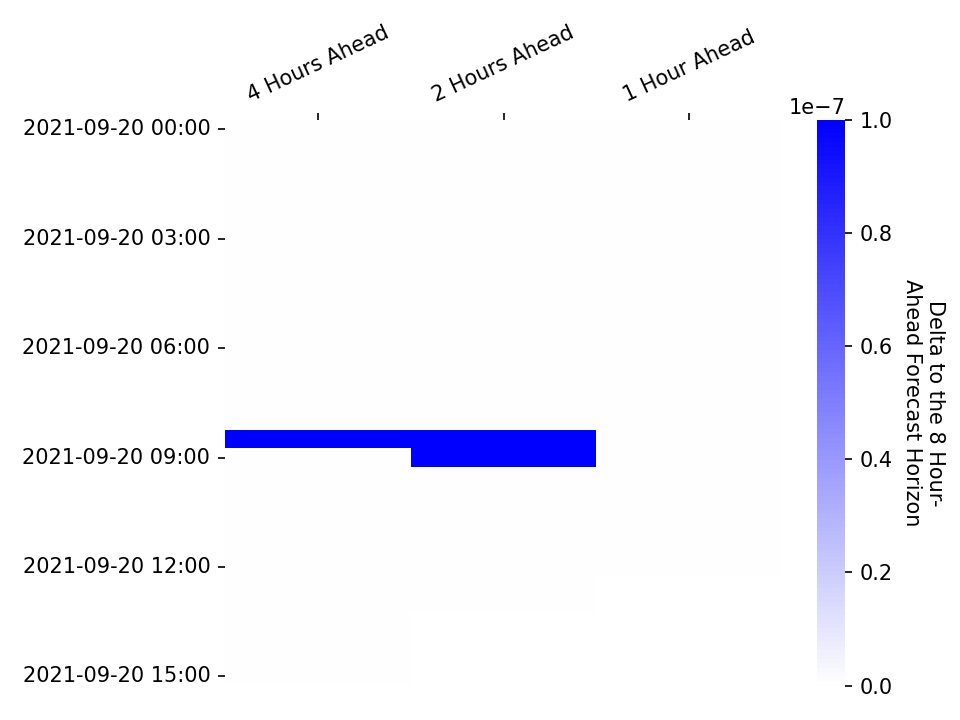 4 Hours Ahead
2 Hours Ahead
1 Hour Ahead
1e−7
2021-09-20 00:00
2021-09-20 03:00
2021-09-20 06:00
2021-09-20 09:00
2021-09-20 12:00
2021-09-20 15:00
1.0
0.8
0.6
0.4
0.2
0.0
Delta to the 8 Hour-
Ahead Forecast Horizon